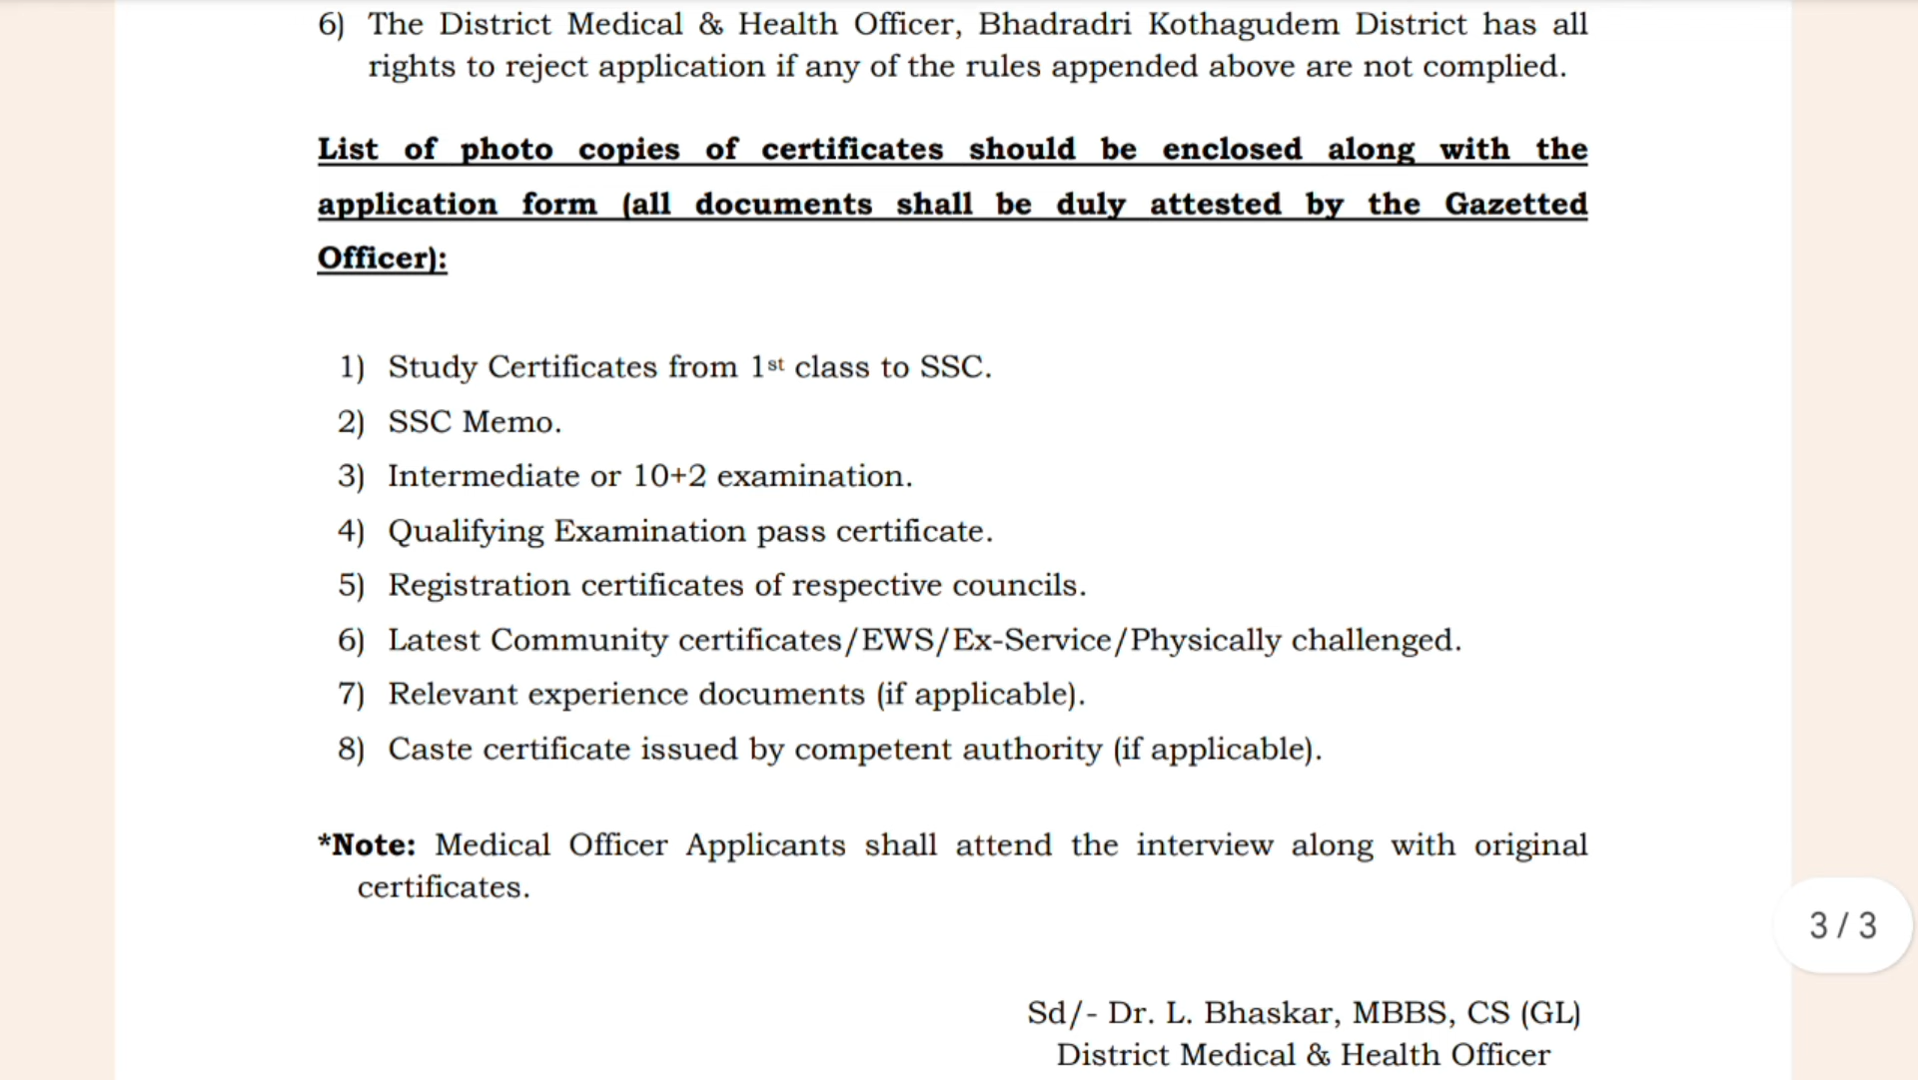 6) The District Medical & Health Officer, Bhadradri Kothagudem District has all
rights to reject application if any of the rules appended above are not complied.
List of photo copies of certificates should be enclosed along with the
application form (all documents shall be duly attested by the Gazetted
Officer):
1) Study Certificates from 1st class to SSC.
2) SSC Memo.
3) Intermediate or 10+2 examination.
4) Qualifying Examination pass certificate.
5) Registration certificates of respective councils.
6) Latest Community certificates/EWS/Ex-Service/Physically challenged.
7) Relevant experience documents (if applicable).
8) Caste certificate issued by competent authority (if applicable).
*Note: Medical Officer Applicants shall attend the interview along with original
certificates.
3 / 3
Sd/- Dr. L. Bhaskar, MBBS, CS (GL)
District Medical & Health Officer